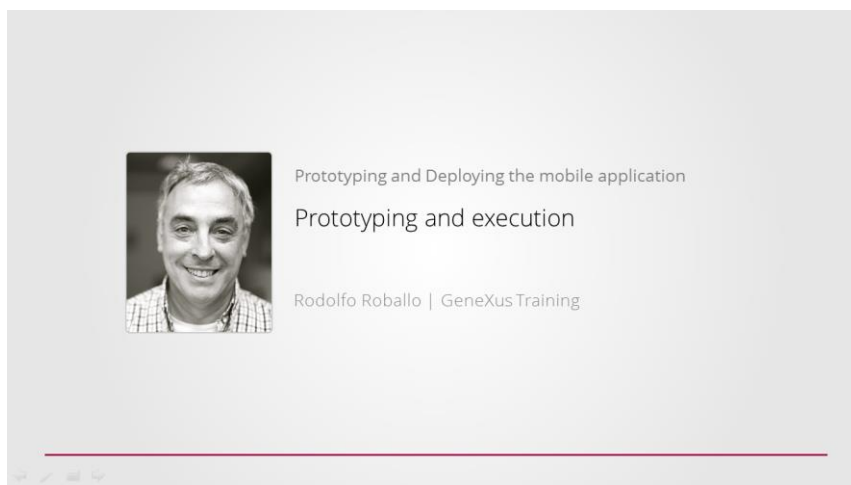 Prototyping and Deploying the mobile application
Prototyping and execution
Rodolfo Roballo | GeneXus Training